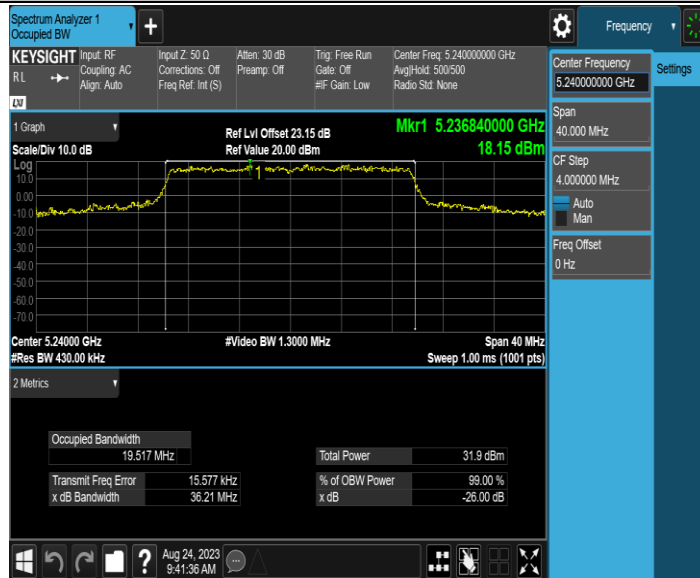 Spectrum Analyzer 1
Occupied BW
+
Frequency
KEYSIGHT
RL
LXI
Input: RF
Coupling: AC
Align: Auto
Input Z: 50 Ω
Corrections: Off
Freq Ref: Int (S)
Atten: 30 dB
Preamp: Off
Trig: Free Run
Gate: Off
#IF Gain: Low
Center Freq: 5.240000000 GHz
Avg|Hold: 500/500
Radio Std: None
Center Frequency
5.240000000 GHz
Settings
Span
40.000 MHz
CF Step
4.000000 MHz
Auto
Man
Freq Offset
0 Hz
1 Graph
Scale/Div 10.0 dB
Ref Lvl Offset 23.15 dB
Ref Value 20.00 dBm
Mkr1 5.236840000 GHz
18.15 dBm
Log
10.0
0.00
-10.0
-20.0
-30.0
-40.0
-50.0
-60.0
-70.0
1
Center 5.24000 GHz
#Res BW 430.00 kHz
#Video BW 1.3000 MHz
Span 40 MHz
Sweep 1.00 ms (1001 pts)
2 Metrics
Occupied Bandwidth
19.517 MHz
Transmit Freq Error 15.577 kHz
x dB Bandwidth 36.21 MHz
Total Power 31.9 dBm
% of OBW Power 99.00 %
x dB -26.00 dB
?
Aug 24, 2023
9:41:36 AM